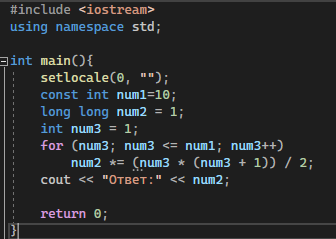 #include <iostream>
using namespace std;
int main(){
setlocale(0, "");
const int num1=10;
long long num2 = 1;
int num3 = 1;
for (num3; num3 <= num1; num3++)
num2 *= (num3 * (num3 + 1)) / 2;
cout << "Ответ:" << num2;
return 0;
}